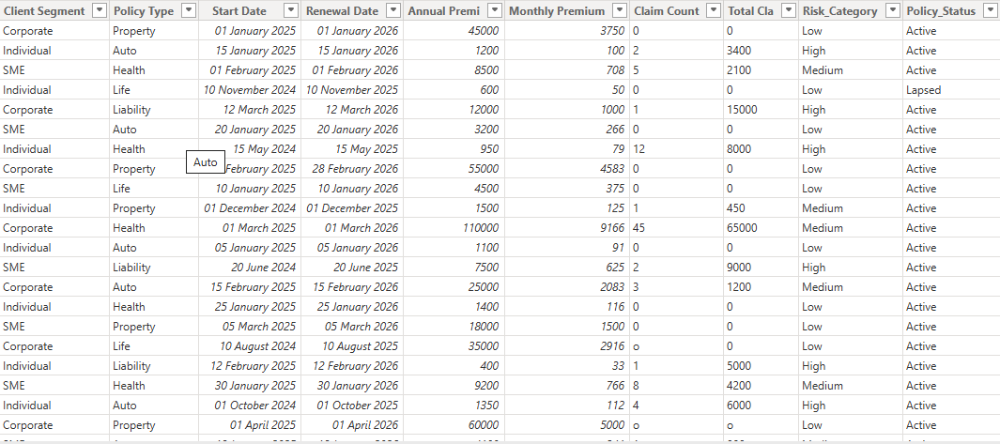 Client Segment Policy Type Start Date Renewal Date Annual Premi Monthly Premium Claim Count Total Cla Risk_Category Policy_Status
Corporate Property 01 January 2025 01 January 2026 45000 3750 0 0 Low Active
Individual Auto 15 January 2025 15 January 2026 1200 100 2 3400 High Active
SME Health 01 February 2025 01 February 2026 8500 708 5 2100 Medium Active
Individual Life 10 November 2024 10 November 2025 600 50 0 0 Low Lapsed
Corporate Liability 12 March 2025 12 March 2026 12000 1000 1 15000 High Active
SME Auto 20 January 2025 20 January 2026 3200 266 0 0 Low Active
Individual Health 15 May 2024 15 May 2025 950 79 12 8000 High Active
Auto
Corporate Property February 2025 28 February 2026 55000 4583 0 0 Low Active
SME Life 10 January 2025 10 January 2026 4500 375 0 0 Low Active
Individual Property 01 December 2024 01 December 2025 1500 125 1 450 Medium Active
Corporate Health 01 March 2025 01 March 2026 110000 9166 45 65000 Medium Active
Individual Auto 05 January 2025 05 January 2026 1100 91 0 0 Low Active
SME Liability 20 June 2024 20 June 2025 7500 625 2 9000 High Active
Corporate Auto 15 February 2025 15 February 2026 25000 2083 3 1200 Medium Active
Individual Health 25 January 2025 25 January 2026 1400 116 0 0 Low Active
SME Property 05 March 2025 05 March 2026 18000 1500 0 0 Low Active
Corporate Life 10 August 2024 10 August 2025 35000 2916 o 0 Low Active
Individual Liability 12 February 2025 12 February 2026 400 33 1 5000 High Active
SME Health 30 January 2025 30 January 2026 9200 766 8 4200 Medium Active
Individual Auto 01 October 2024 01 October 2025 1350 112 4 6000 High Active
Corporate Property 01 April 2025 01 April 2026 60000 5000 o o Low Active